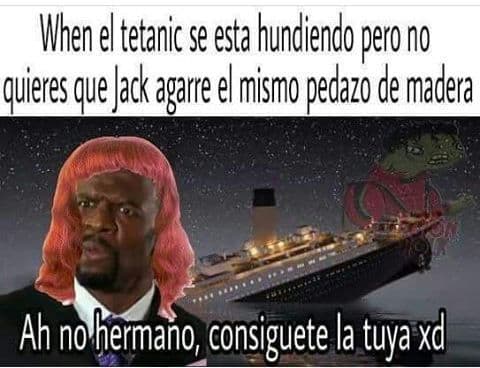 When el tetanic se esta hundiendo pero no
quieres que Jack agarre el mismo pedazo de madera
Ah no hermano, consiguete la tuya xd